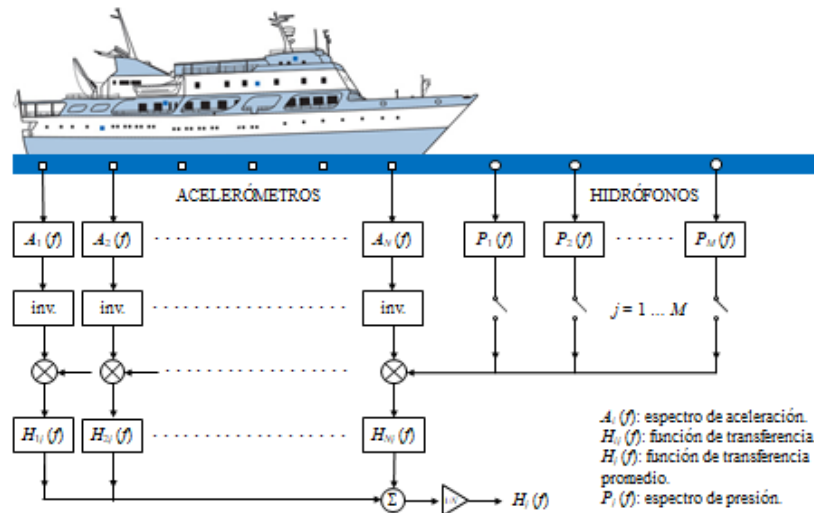 ACELERÓMETROS
HIDRÓFONOS
A1 (f)
A2 (f)
AN (f)
P1 (f)
P2 (f)
PM (f)
inv.
inv.
inv.
j = 1 ... M
H1j (f)
H2j (f)
HNj (f)
Ai (f): espectro de aceleración.
Hij (f): función de transferencia
Hj (f): función de transferencia
promedio.
Pj (f): espectro de presión.
Σ
1/N
Hj (f)